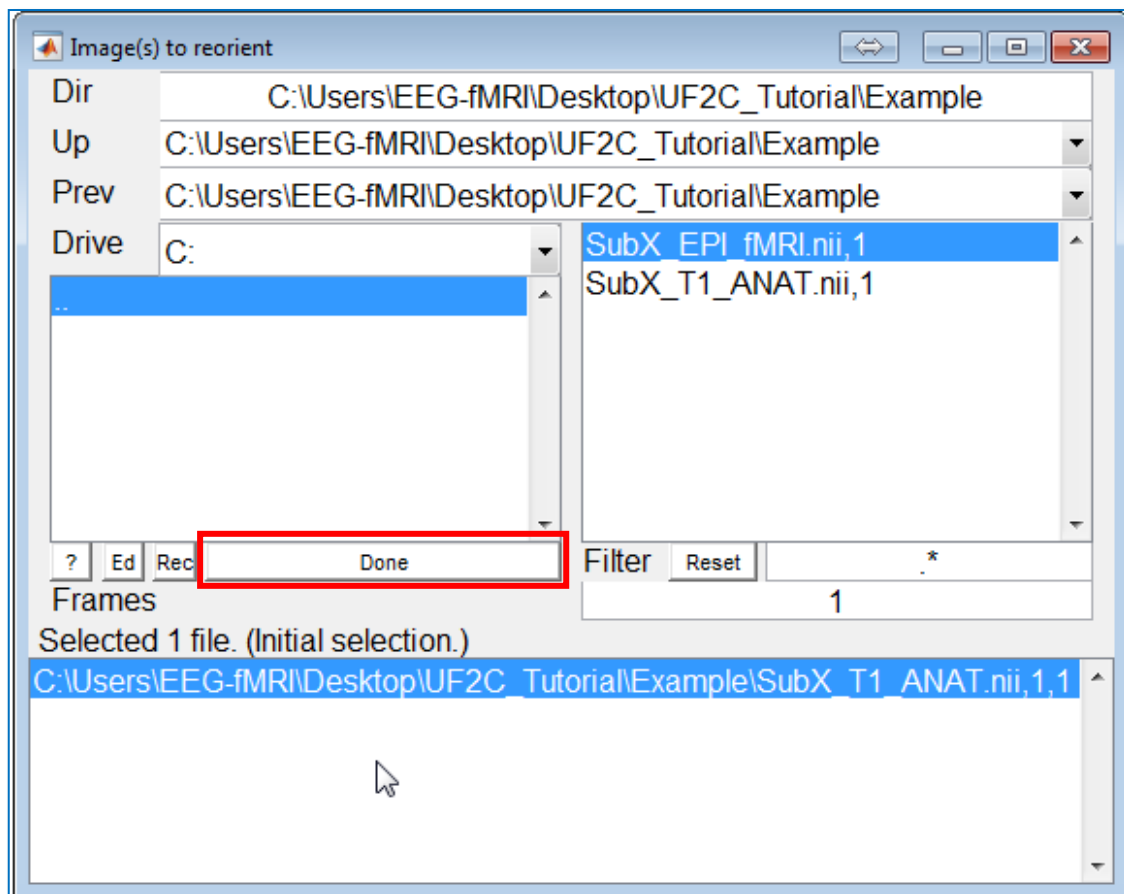 Image(s) to reorient
Dir C:\Users\EEG-fMRI\Desktop\UF2C_Tutorial\Example
Up C:\Users\EEG-fMRI\Desktop\UF2C_Tutorial\Example
Prev C:\Users\EEG-fMRI\Desktop\UF2C_Tutorial\Example
Drive C:
SubX_EPI_fMRI.nii,1
SubX_T1_ANAT.nii,1
..
? Ed Rec Done Filter Reset .*
Frames 1
Selected 1 file. (Initial selection.)
C:\Users\EEG-fMRI\Desktop\UF2C_Tutorial\Example\SubX_T1_ANAT.nii,1,1